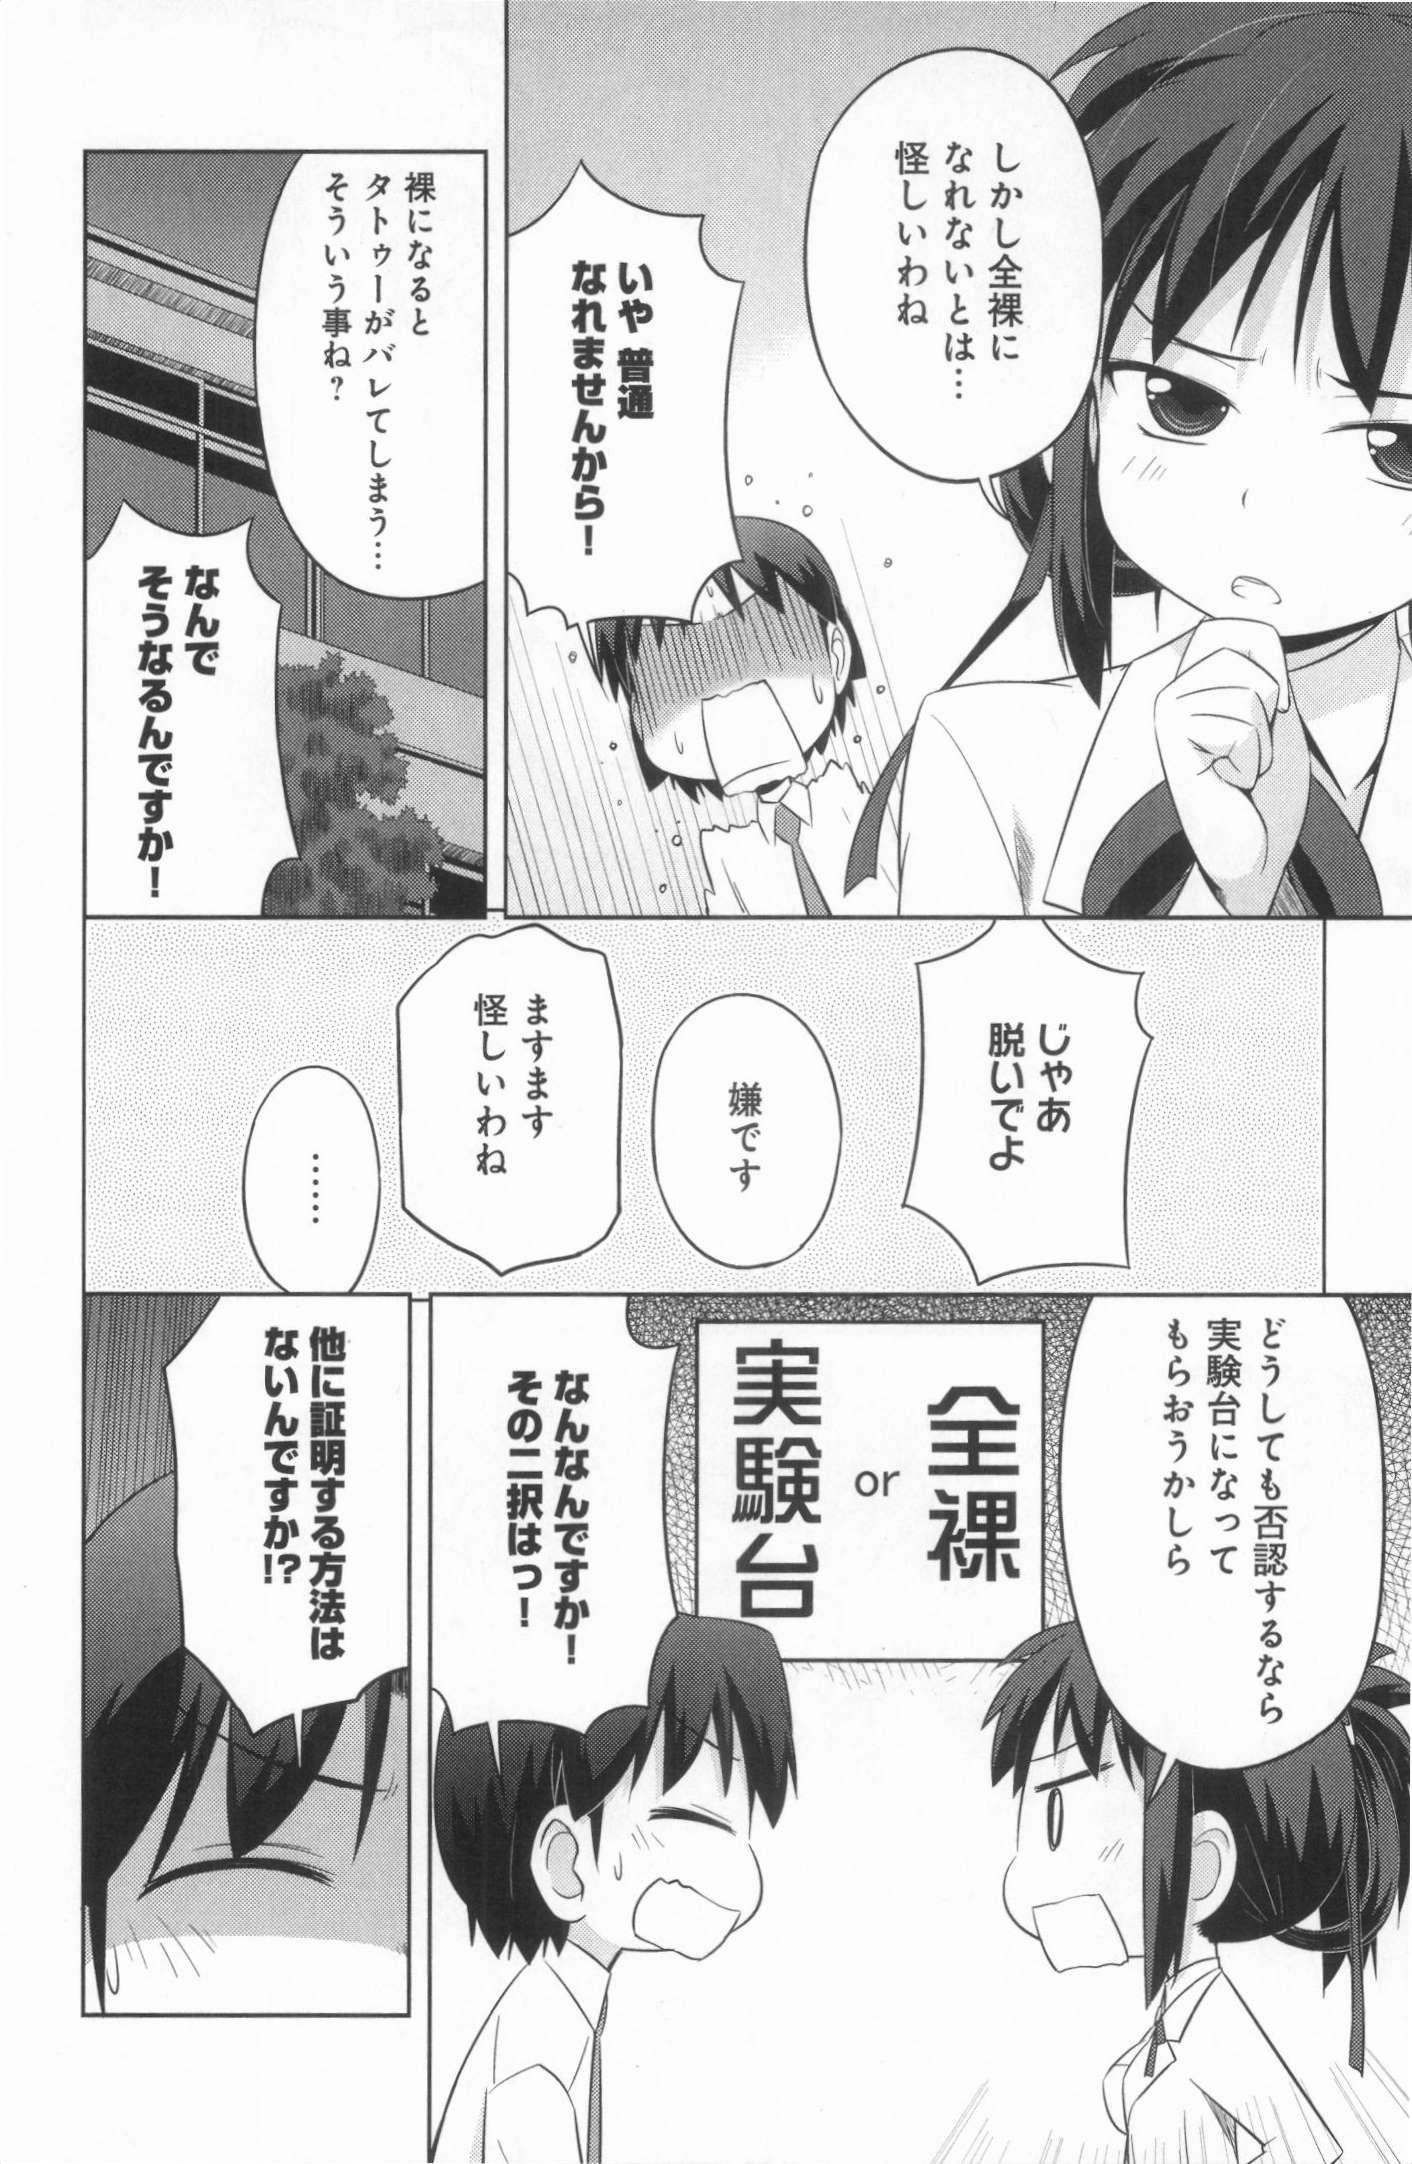 しかし全裸に
なれないとは…
怪しいわね
いや 普通
なれませんから！
裸になると
タトゥーがバレてしまう…
そういう事ね？
なんで
そうなるんですか！
じゃあ
脱いでよ
嫌です
ますます
怪しいわね
……
どうしても否認するなら
実験台になって
もらおうかしら
全裸
or
実験台
なんなんですか！
その二択はっ！
他に証明する方法は
ないんですか!?